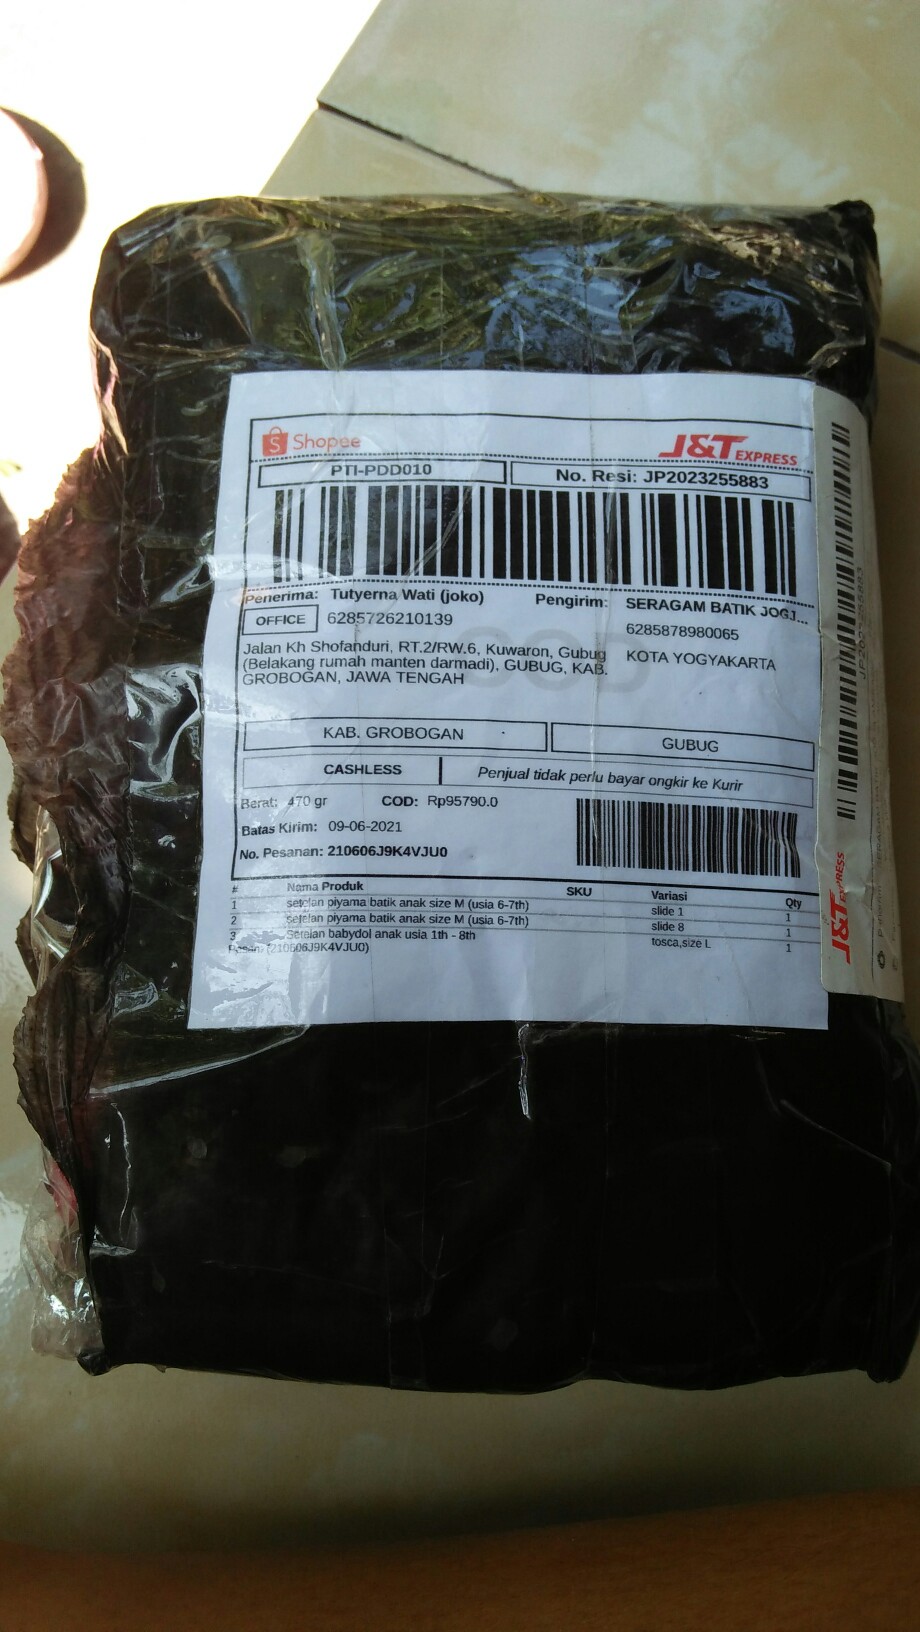 Shopee
J&T EXPRESS
PTI-PDD010
No. Resi: JP2023255883
Penerima: Tutyerna Wati (joko)
OFFICE 6285726210139
Jalan Kh Shofanduri, RT.2/RW.6, Kuwaron, Gubug
(Belakang rumah manten darmadi), GUBUG, KAB.
GROBOGAN, JAWA TENGAH
Pengirim: SERAGAM BATIK JOGJ...
6285878980065
KOTA YOGYAKARTA
COD
KAB. GROBOGAN
GUBUG
CASHLESS
Penjual tidak perlu bayar ongkir ke Kurir
Berat: 470 gr COD: Rp95790.0
Batas Kirim: 09-06-2021
No. Pesanan: 210606J9K4VJU0
# Nama Produk SKU Variasi Qty
1 setelan piyama batik anak size M (usia 6-7th) slide 1 1
2 setelan piyama batik anak size M (usia 6-7th) slide 8 1
3 Setelan babydol anak usia 1th - 8th tosca,size L 1
Pesan: (210606J9K4VJU0)
JP2023255883
J&T EXPRESS